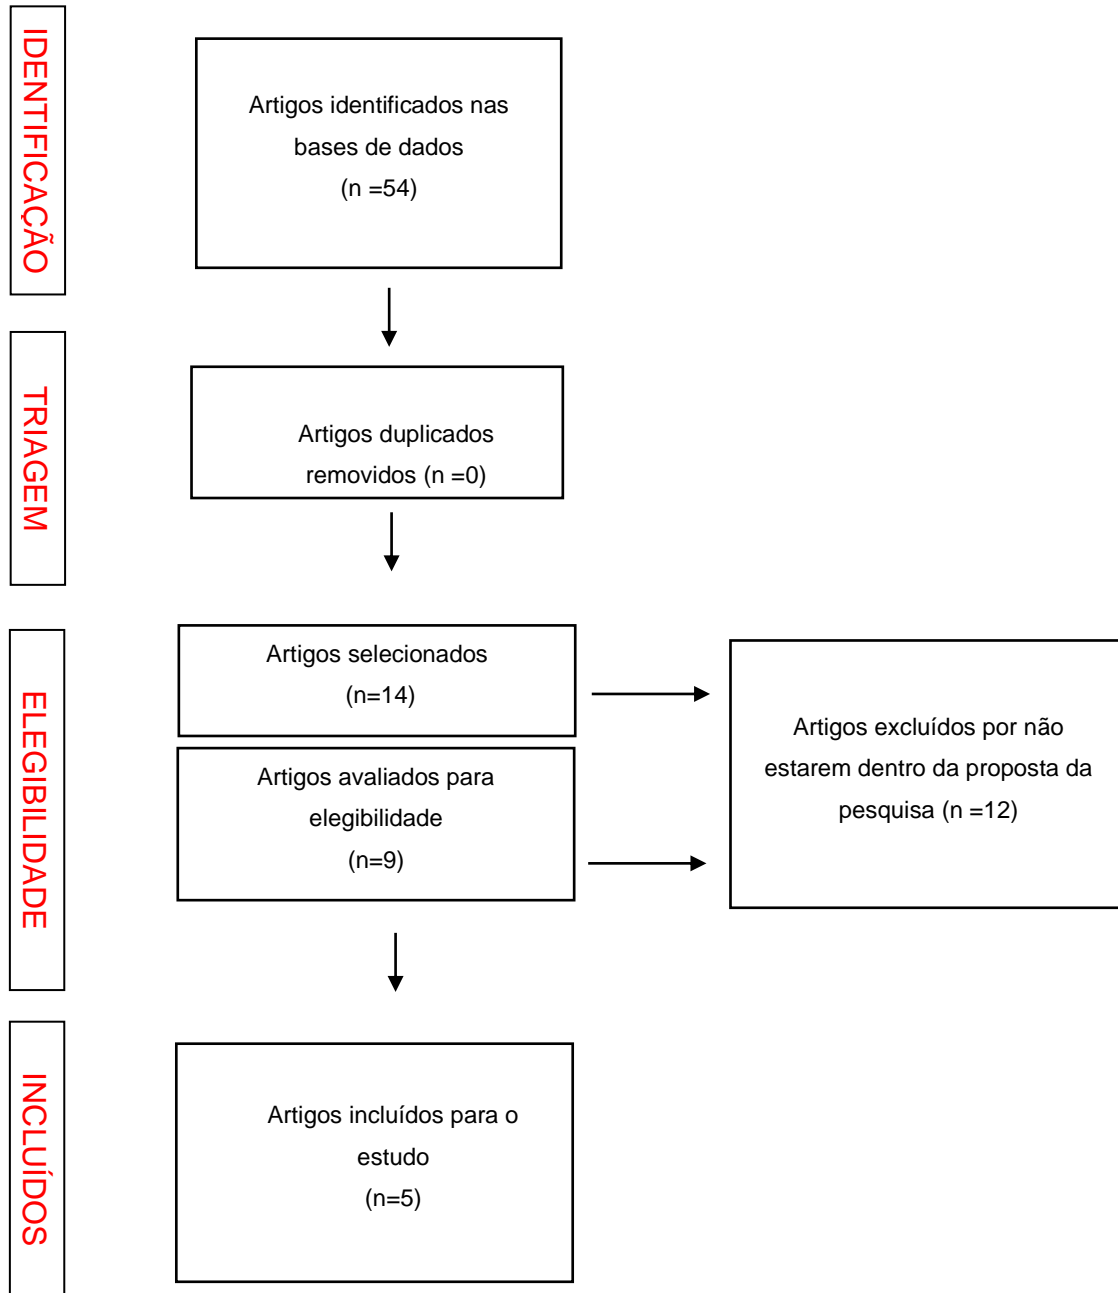 IDENTIFICAÇÃO
Artigos identificados nas
bases de dados
(n =54)
TRIAGEM
Artigos duplicados
removidos (n =0)
ELEGIBILIDADE
Artigos selecionados
(n=14)
Artigos avaliados para
elegibilidade
(n=9)
Artigos excluídos por não
estarem dentro da proposta da
pesquisa (n =12)
INCLUÍDOS
Artigos incluídos para o
estudo
(n=5)